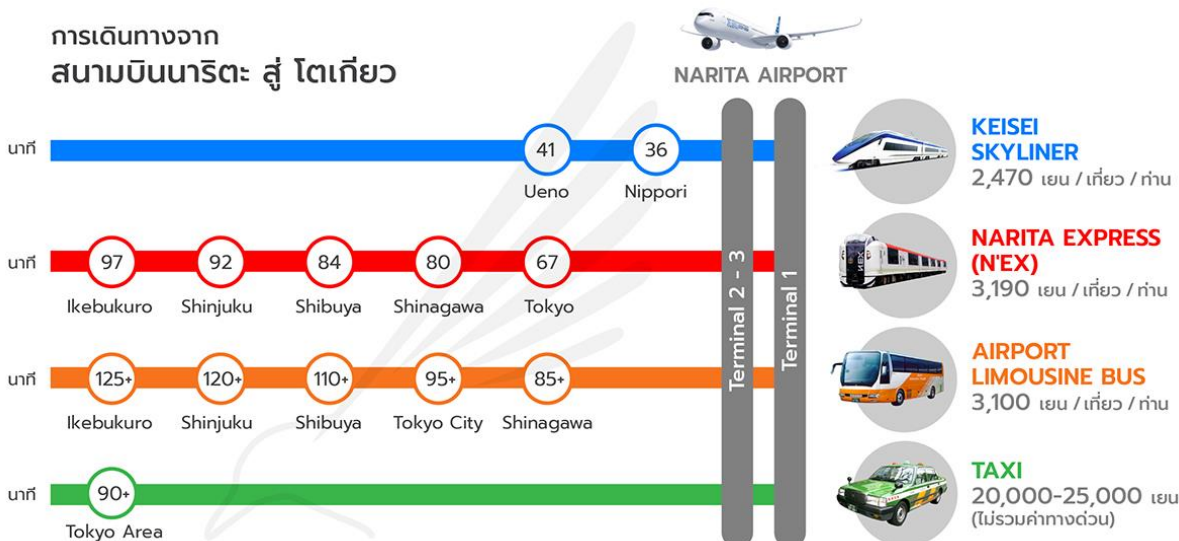 การเดินทางจาก
สนามบินนาริตะ สู่ โตเกียว
NARITA AIRPORT
Terminal 2 - 3
Terminal 1
นาที
41
36
Ueno
Nippori
KEISEI
SKYLINER
2,470 เยน / เที่ยว / ท่าน
นาที
97
92
84
80
67
Ikebukuro
Shinjuku
Shibuya
Shinagawa
Tokyo
NARITA EXPRESS
(N'EX)
3,190 เยน / เที่ยว / ท่าน
นาที
125+
120+
110+
95+
85+
Ikebukuro
Shinjuku
Shibuya
Tokyo City
Shinagawa
AIRPORT
LIMOUSINE BUS
3,100 เยน / เที่ยว / ท่าน
นาที
90+
Tokyo Area
TAXI
20,000-25,000 เยน
(ไม่รวมค่าทางด่วน)